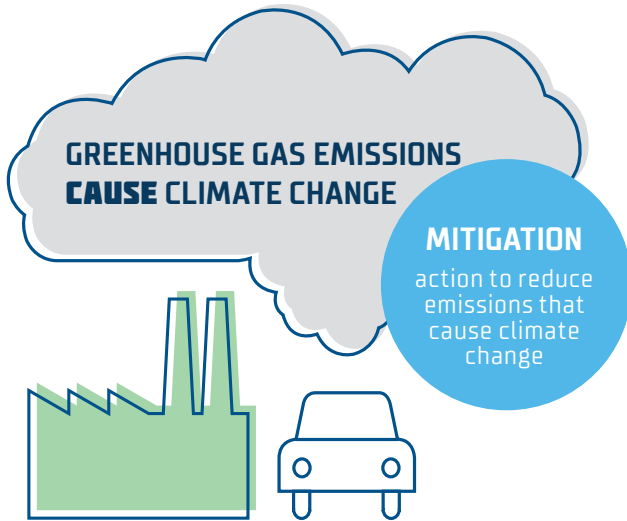 GREENHOUSE GAS EMISSIONS
CAUSE CLIMATE CHANGE
MITIGATION
action to reduce
emissions that
cause climate
change